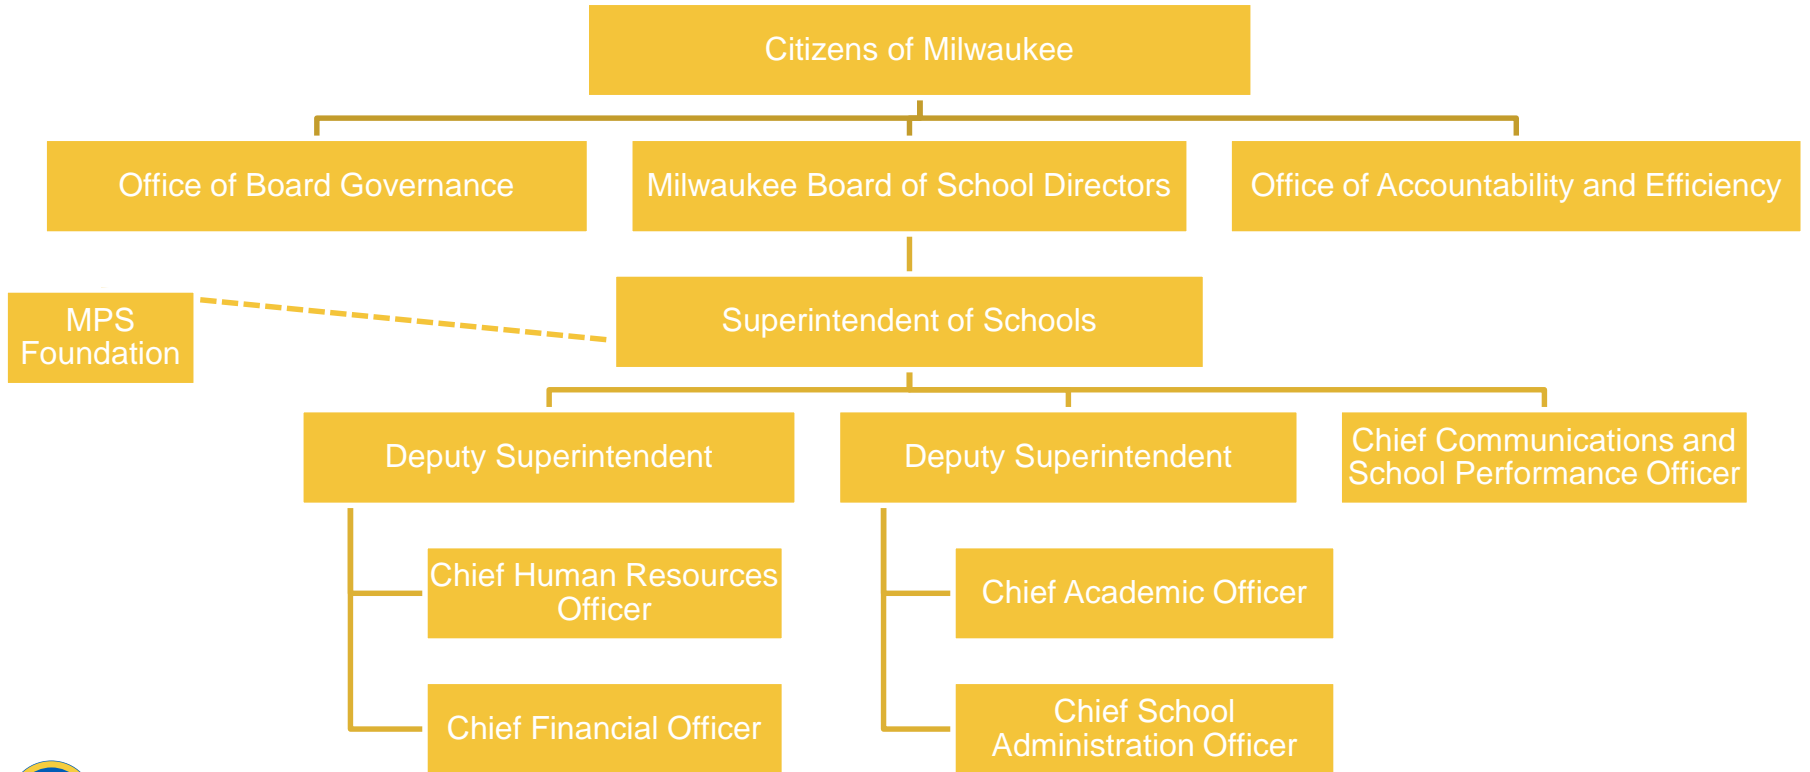 Citizens of Milwaukee
Office of Board Governance
Milwaukee Board of School Directors
Office of Accountability and Efficiency
MPS
Foundation
Superintendent of Schools
Deputy Superintendent
Deputy Superintendent
Chief Communications and
School Performance Officer
Chief Human Resources
Officer
Chief Academic Officer
Chief Financial Officer
Chief School
Administration Officer